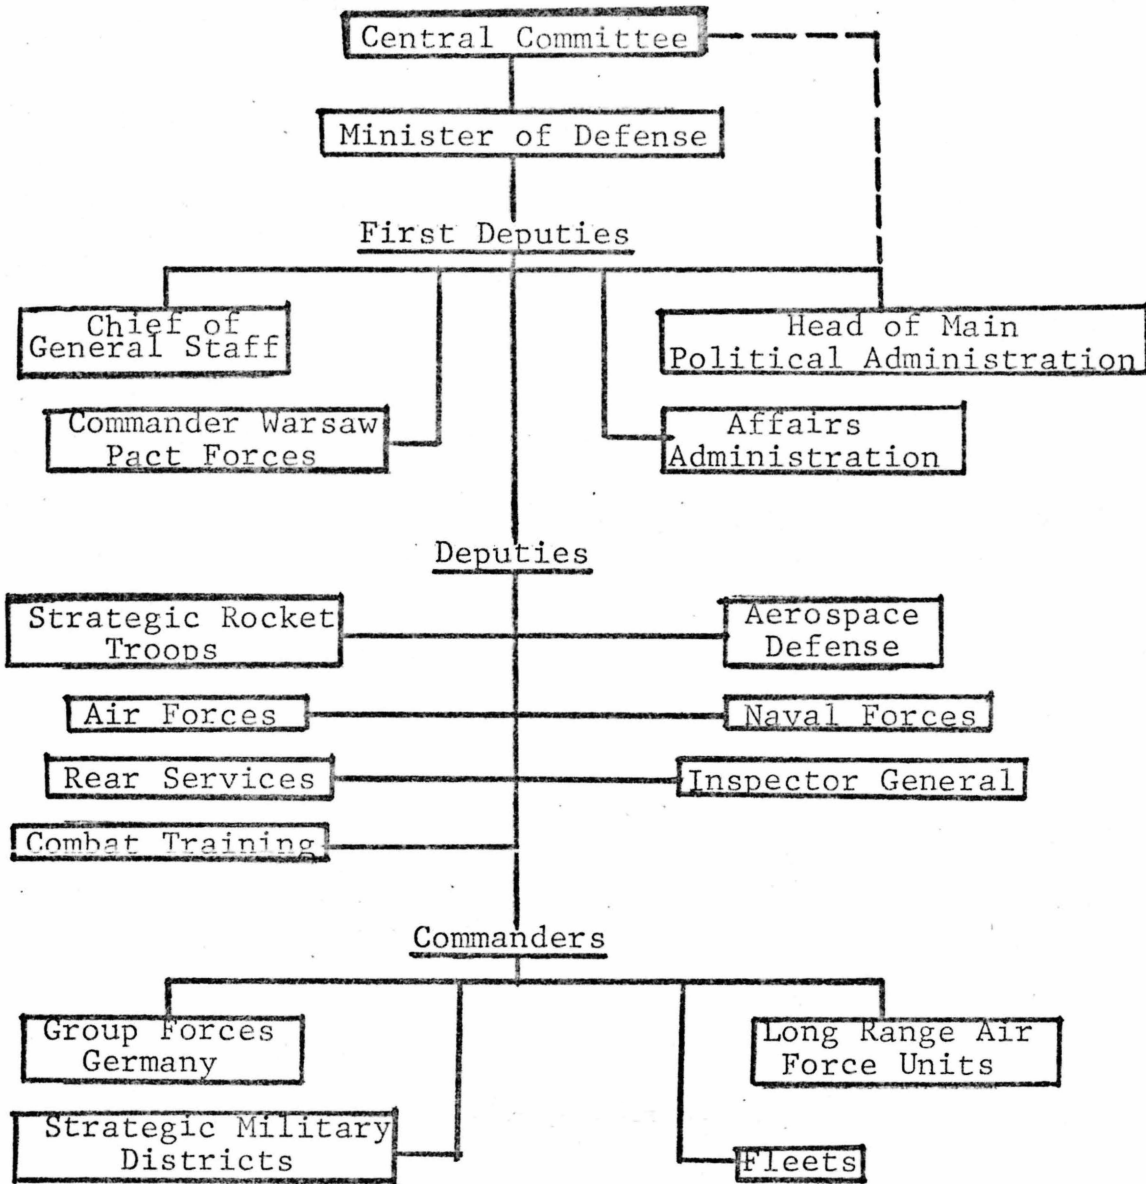 Central Committee
Minister of Defense
First Deputies
Chief of
General Staff
Head of Main
Political Administration
Commander Warsaw
Pact Forces
Affairs
Administration
Deputies
Strategic Rocket
Troops
Aerospace
Defense
Air Forces
Naval Forces
Rear Services
Inspector General
Combat Training
Commanders
Group Forces
Germany
Long Range Air
Force Units
Strategic Military
Districts
Fleets